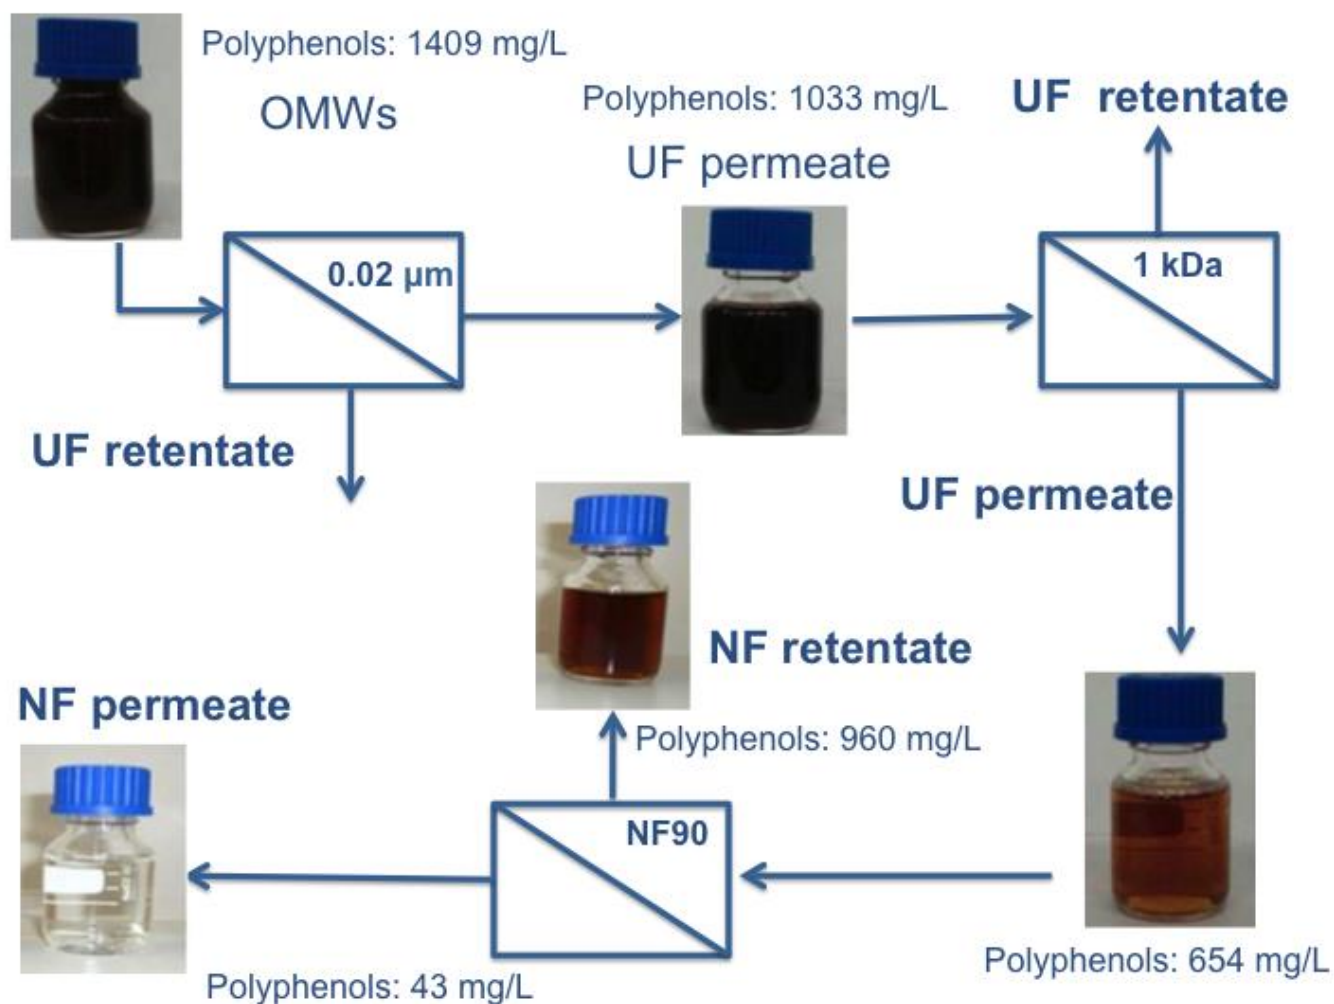 Polyphenols: 1409 mg/L
OMWs
Polyphenols: 1033 mg/L
UF permeate
UF retentate
0.02 µm
1 kDa
UF retentate
UF permeate
NF retentate
Polyphenols: 960 mg/L
NF permeate
NF90
Polyphenols: 654 mg/L
Polyphenols: 43 mg/L